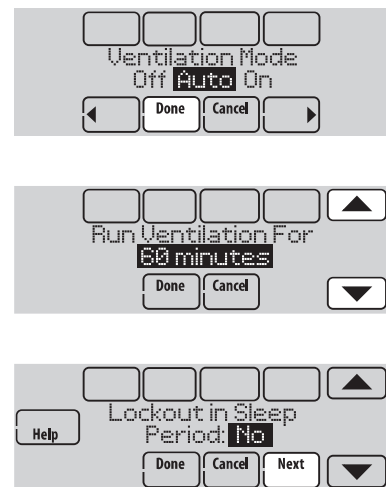 Ventilation Mode
Off Auto On
Done Cancel
Run Ventilation For
60 minutes
Done Cancel
Lockout in Sleep
Help
Period: No
Done Cancel Next